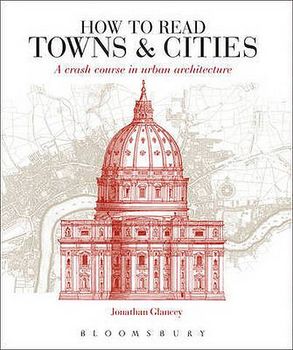 HOW TO READ
TOWNS & CITIES
A crash course in urban architecture
Jonathan Glancey
BLOOMSBURY